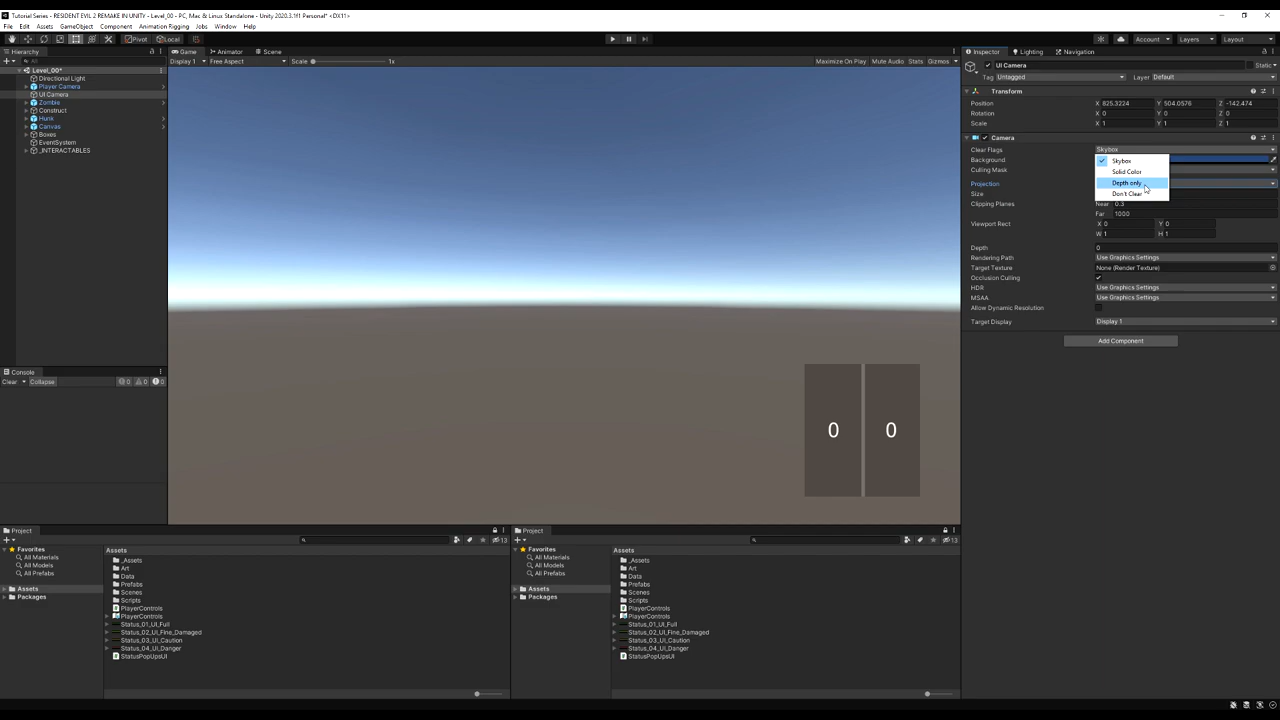 Tutorial Series - RESIDENT EVIL 2 REMAKE IN UNITY - Level_00 - PC, Mac & Linux Standalone - Unity 2020.3.1f1 Personal* <DX11>
File Edit Assets GameObject Component Animation Rigging Jobs Window Help
Pivot Local Account Layers Layout
Hierarchy
All
Level_00*
Directional Light
Player Camera
UI Camera
Zombie
Construct
Hunk
Canvas
Boxes
EventSystem
_INTERACTABLES
Console
Clear Collapse 0 0 0
Game Animator Scene
Display 1 Free Aspect Scale 1x Maximize On Play Mute Audio Stats Gizmos
0 0
Inspector Lighting Navigation
UI Camera Static
Tag Untagged Layer Default
Transform
Position X 825.3224 Y 504.0576 Z -142.474
Rotation X 0 Y 0 Z 0
Scale X 1 Y 1 Z 1
Camera
Clear Flags Skybox
Skybox
Solid Color
Depth only
Don't Clear
Background
Culling Mask
Projection
Size
Clipping Planes Near 0.3
Far 1000
Viewport Rect X 0 Y 0
W 1 H 1
Depth 0
Rendering Path Use Graphics Settings
Target Texture None (Render Texture)
Occlusion Culling
HDR Use Graphics Settings
MSAA Use Graphics Settings
Allow Dynamic Resolution
Target Display Display 1
Add Component
Project
13
Favorites
All Materials
All Models
All Prefabs
Assets
Packages
Assets
_Assets
Art
Data
Prefabs
Scenes
Scripts
PlayerControls
PlayerControls
Status_01_UI_Full
Status_02_UI_Fine_Damaged
Status_03_UI_Caution
Status_04_UI_Danger
StatusPopUpsUI
Project
13
Favorites
All Materials
All Models
All Prefabs
Assets
Packages
Assets
_Assets
Art
Data
Prefabs
Scenes
Scripts
PlayerControls
PlayerControls
Status_01_UI_Full
Status_02_UI_Fine_Damaged
Status_03_UI_Caution
Status_04_UI_Danger
StatusPopUpsUI